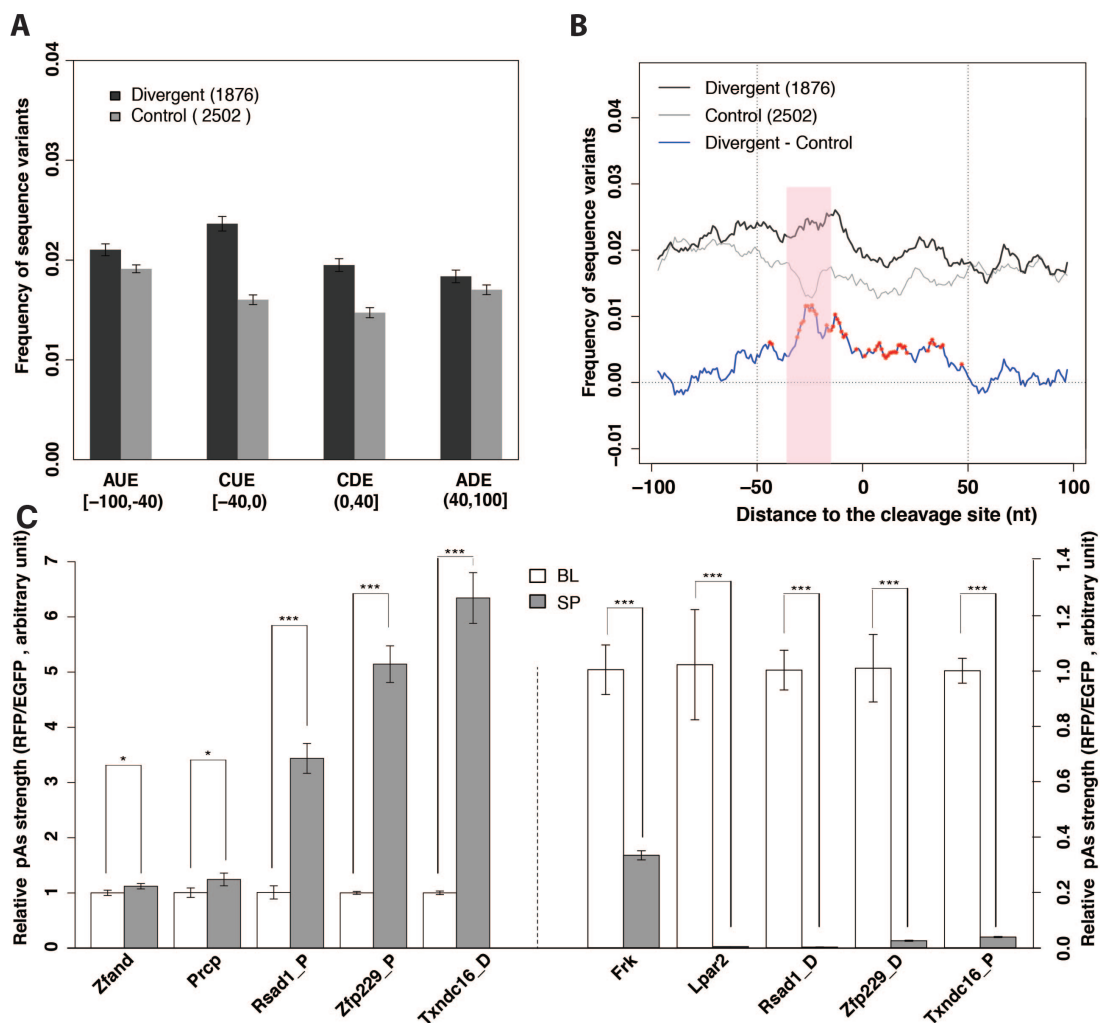 A
Frequency of sequence variants
0.04
0.03
0.02
0.01
0.00
Divergent (1876)
Control ( 2502 )
AUE
[−100,−40)
CUE
[−40,0)
CDE
(0,40]
ADE
(40,100]
B
Frequency of sequence variants
0.04
0.03
0.02
0.01
0.00
−0.01
Divergent (1876)
Control (2502)
Divergent - Control
−100
−50
0
50
100
Distance to the cleavage site (nt)
C
Relative pAs strength (RFP/EGFP , arbitrary unit)
7
6
5
4
3
2
1
0
*
*
***
***
***
Zfand
Prcp
Rsad1_P
Zfp229_P
Txndc16_D
BL
SP
***
***
***
***
***
Frk
Lpar2
Rsad1_D
Zfp229_D
Txndc16_P
1.4
1.2
1.0
0.8
0.6
0.4
0.2
0.0
Relative pAs strength (RFP/EGFP , arbitrary unit)